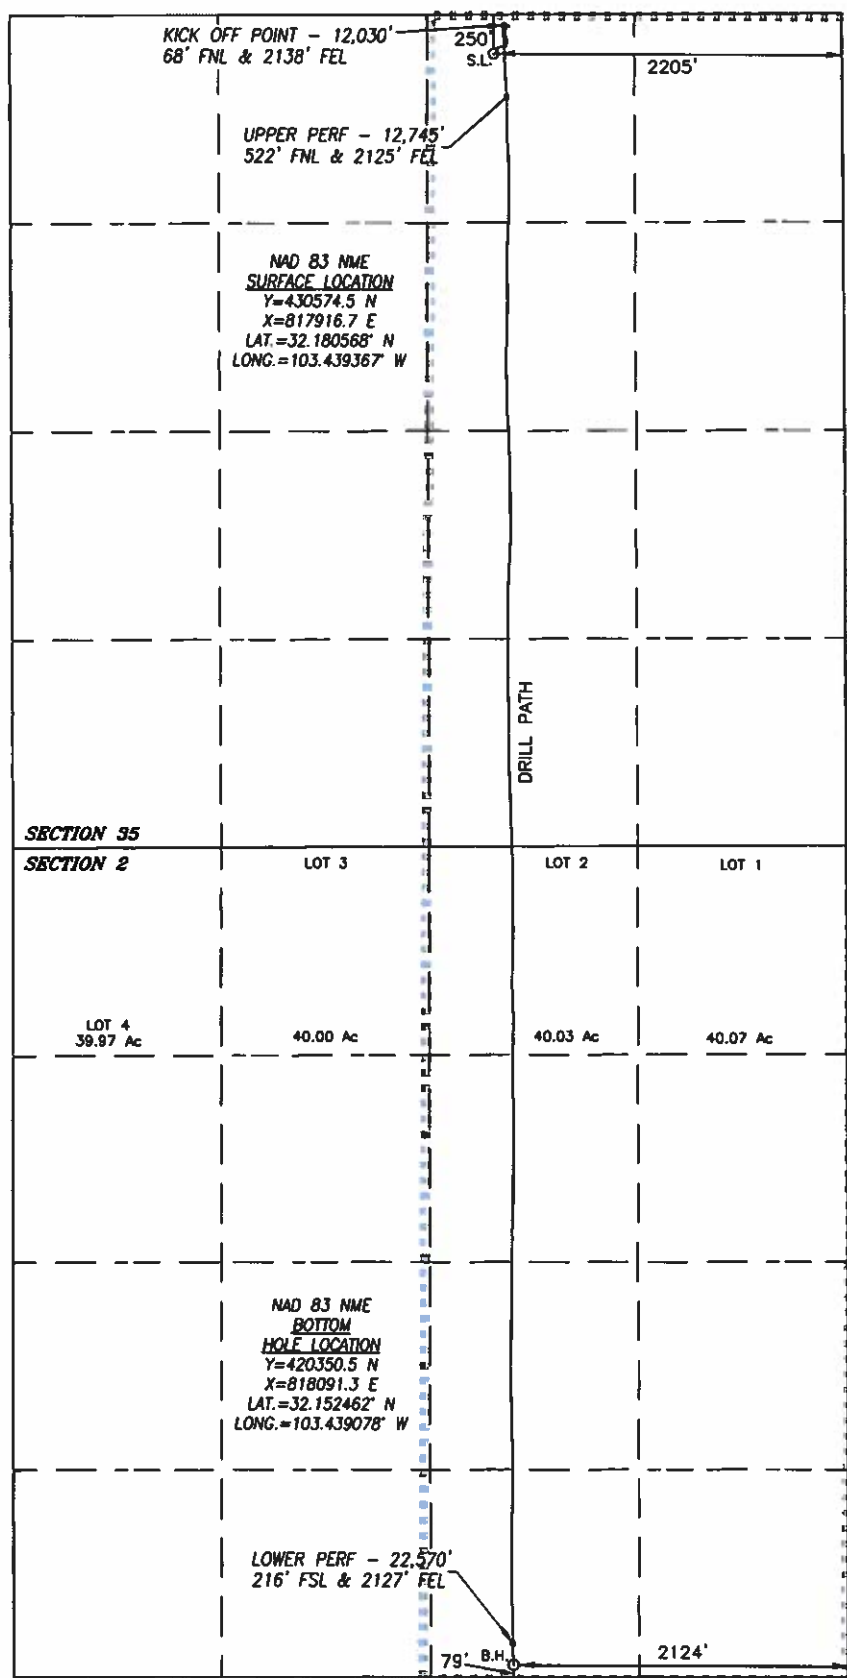 KICK OFF POINT - 12,030'
68' FNL & 2138' FEL
250'
S.L.
2205'
UPPER PERF - 12,745'
522' FNL & 2125' FEL
NAD 83 NME
SURFACE LOCATION
Y=430574.5 N
X=817916.7 E
LAT.=32.180568° N
LONG.=103.439367° W
DRILL PATH
SECTION 35
SECTION 2
LOT 3
LOT 2
LOT 1
LOT 4
39.97 Ac
40.00 Ac
40.03 Ac
40.07 Ac
NAD 83 NME
BOTTOM
HOLE LOCATION
Y=420350.5 N
X=818091.3 E
LAT.=32.152462° N
LONG.=103.439078° W
LOWER PERF - 22,570'
216' FSL & 2127' FEL
79'
B.H.
2124'